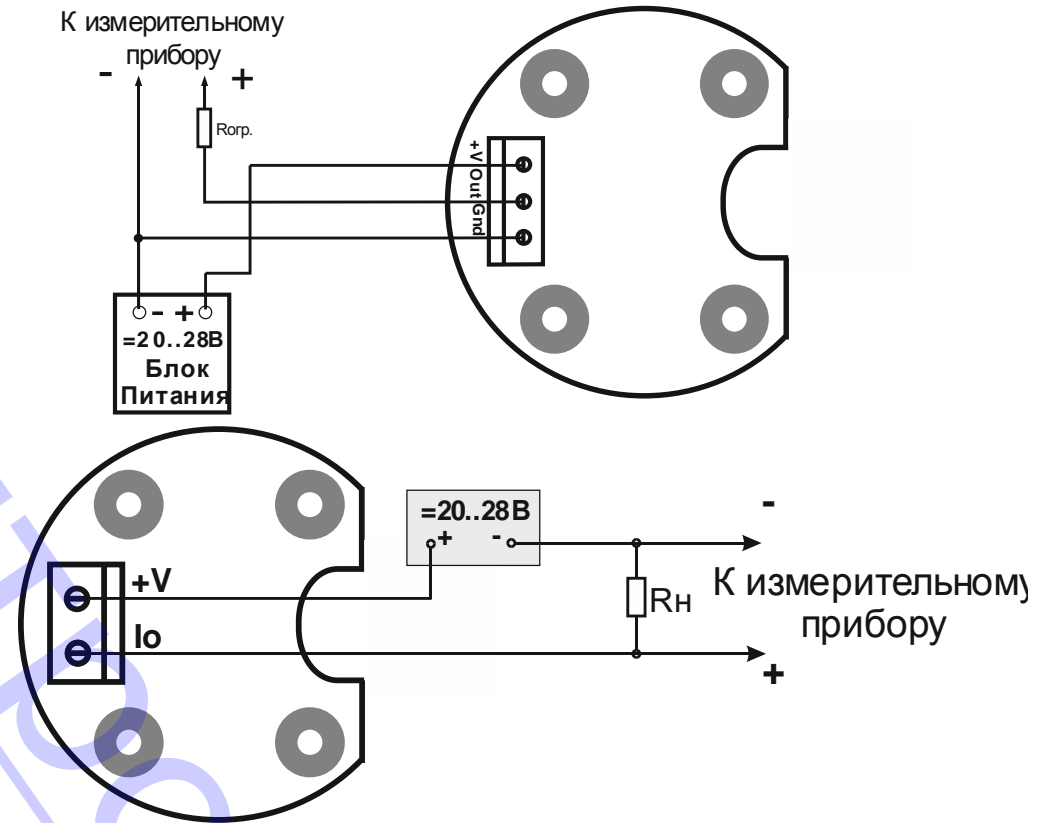 К измерительному
прибору
- +
Rогр.
+V Out Gnd
- +
=20..28В
Блок
Питания
=20..28В
+ -
-
+V
Rн
К измерительному
прибору
Io
+